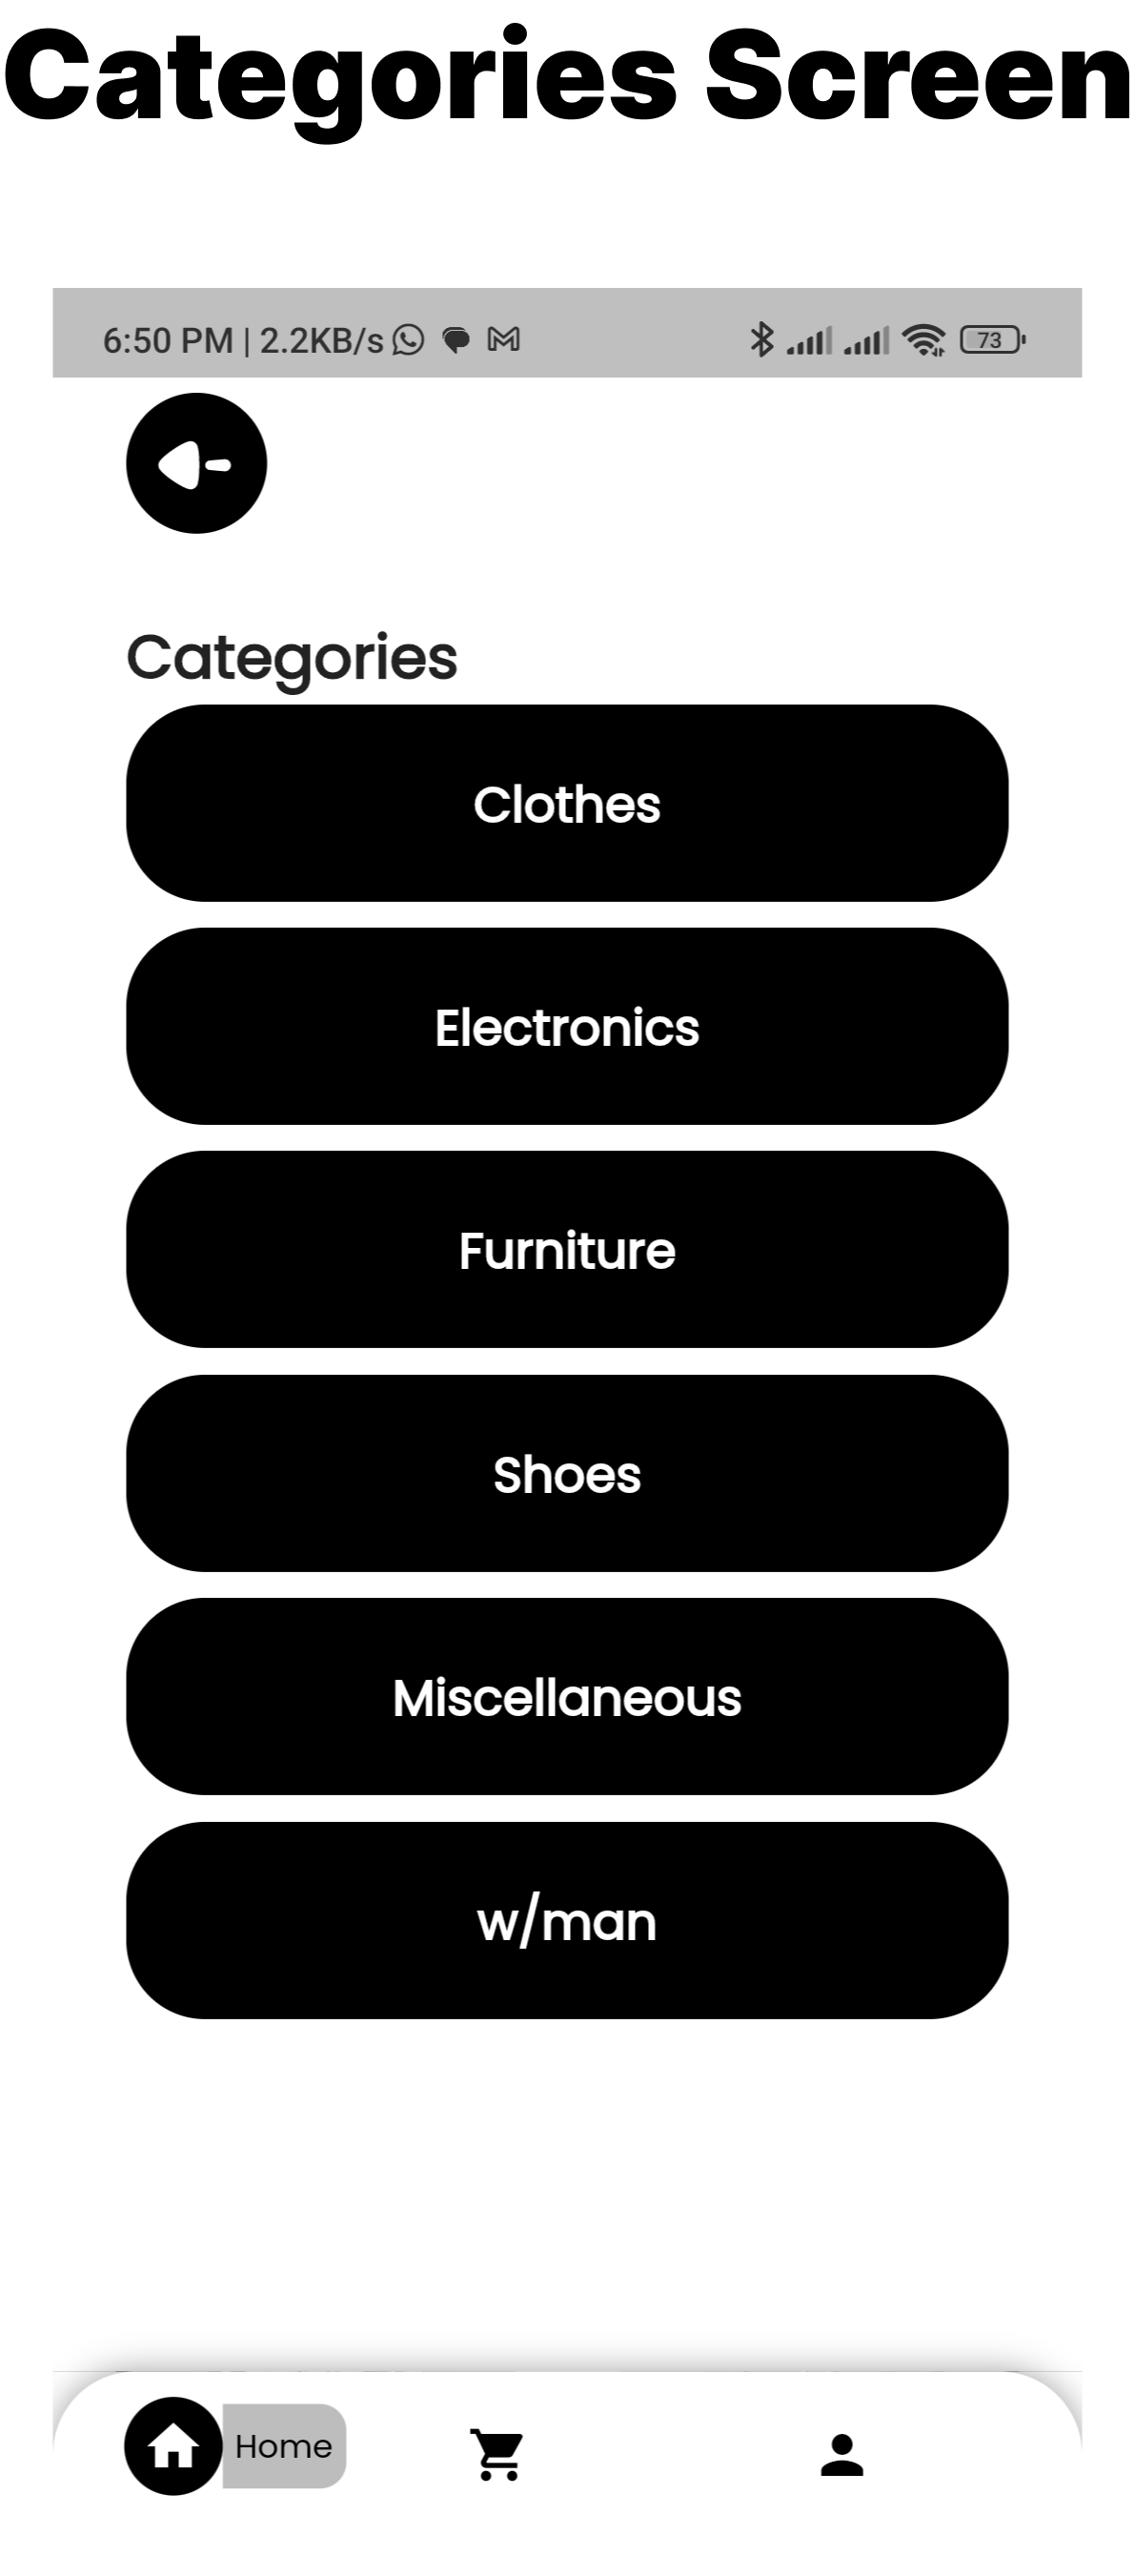 Categories Screen
6:50 PM | 2.2KB/s
73
Categories
Clothes
Electronics
Furniture
Shoes
Miscellaneous
w/man
Home